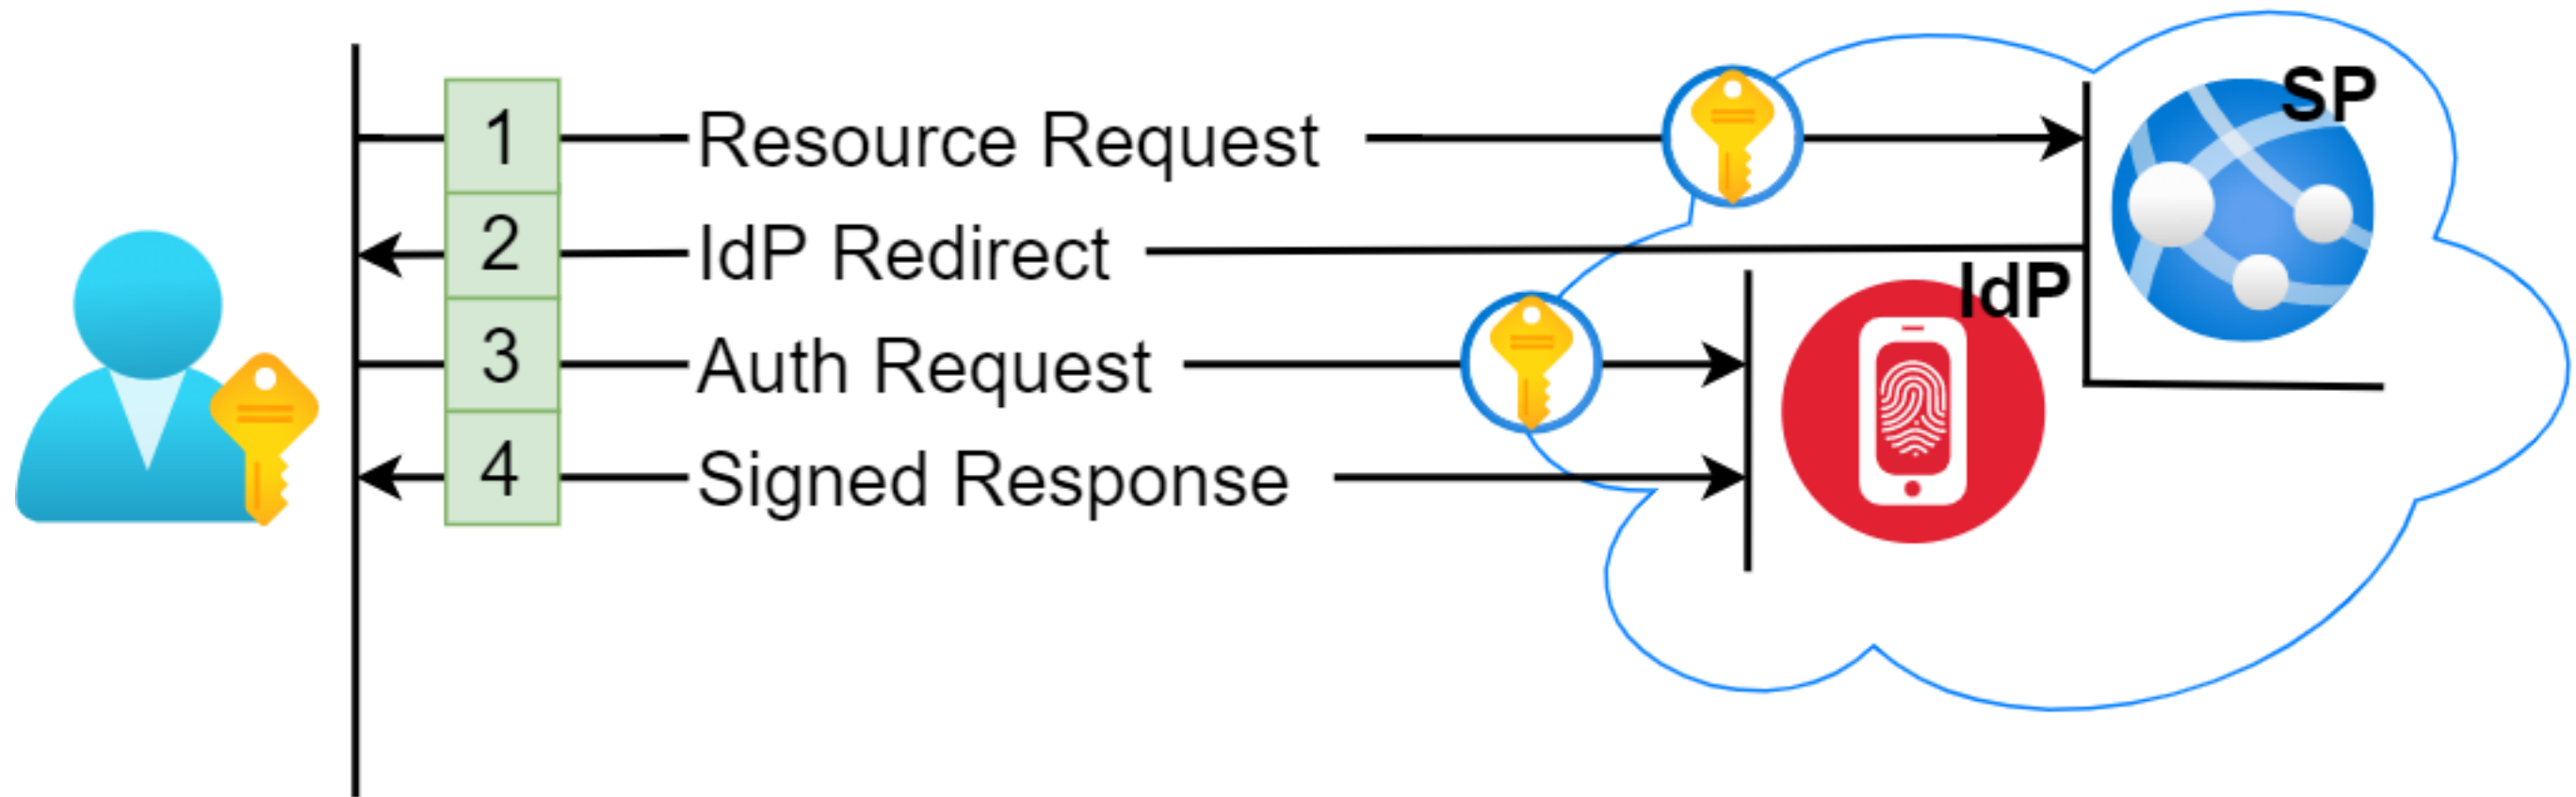 SP
1 Resource Request
2 IdP Redirect
IdP
3 Auth Request
4 Signed Response